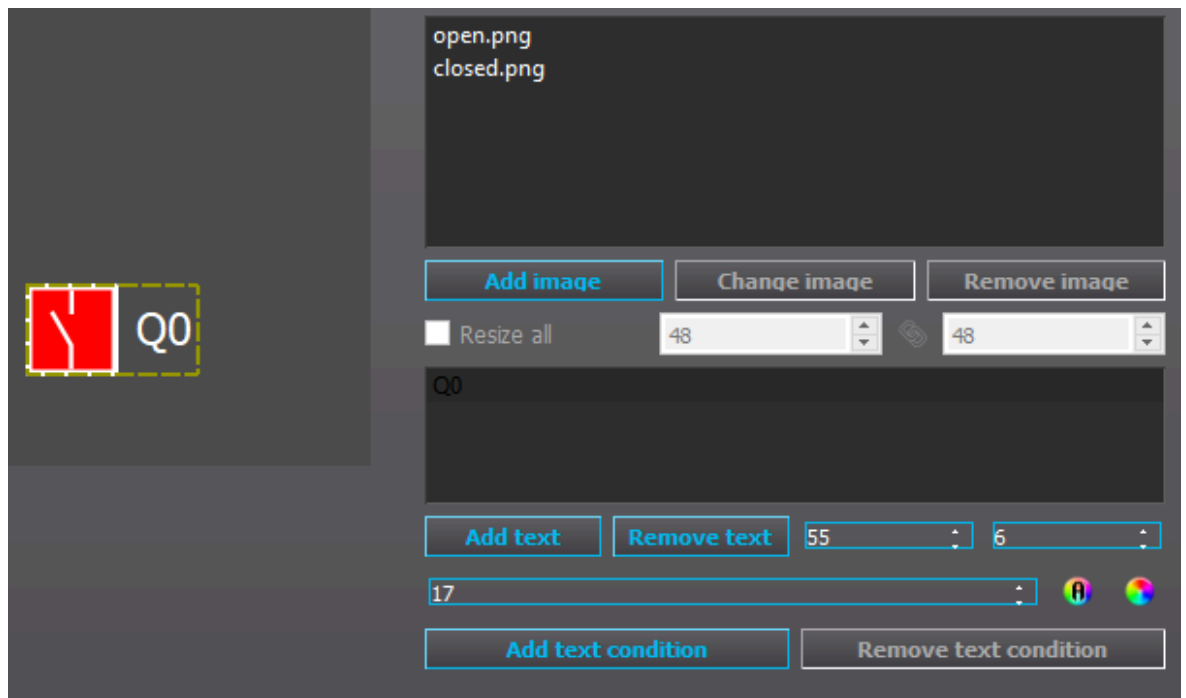 open.png
closed.png
Add image Change image Remove image
Q0
Resize all 48 48
Q0
Add text Remove text 55 6
17
A
Add text condition Remove text condition